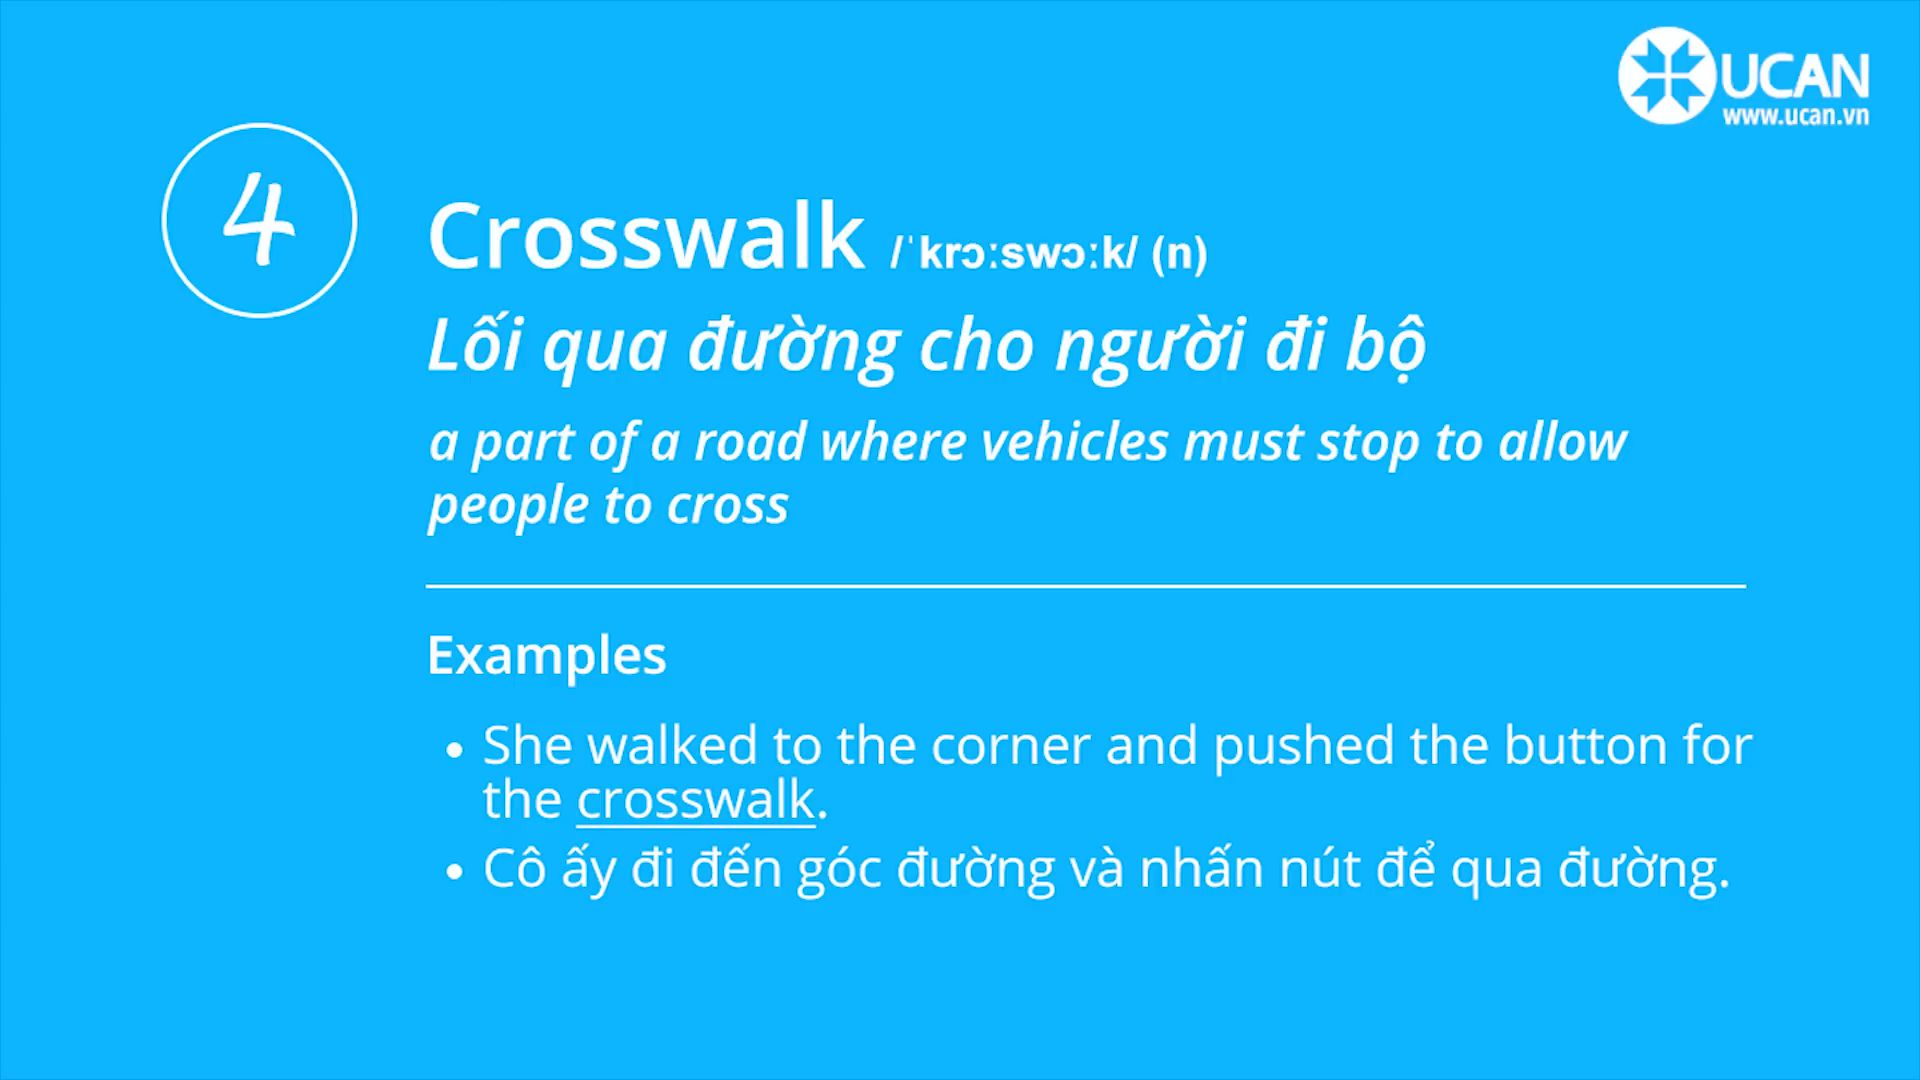 UCAN
www.ucan.vn
4
Crosswalk /ˈkrɔːswɔːk/ (n)
Lối qua đường cho người đi bộ
a part of a road where vehicles must stop to allow
people to cross
Examples
• She walked to the corner and pushed the button for
the crosswalk.
• Cô ấy đi đến góc đường và nhấn nút để qua đường.